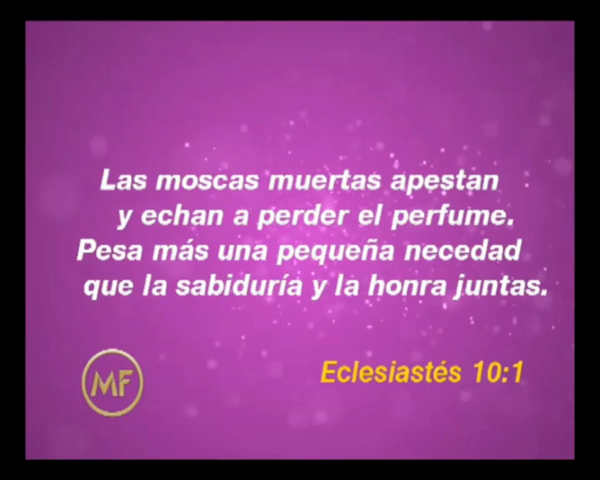 Las moscas muertas apestan
y echan a perder el perfume.
Pesa más una pequeña necedad
que la sabiduría y la honra juntas.
Eclesiastés 10:1
MF